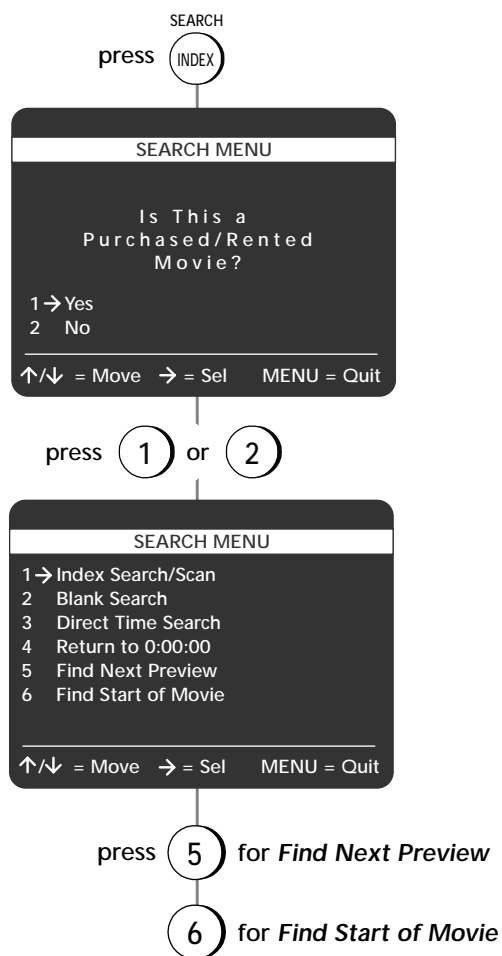 SEARCH
press INDEX
SEARCH MENU
Is This a
Purchased/Rented
Movie?
1→Yes
2 No
↑/↓ = Move → = Sel MENU = Quit
press 1 or 2
SEARCH MENU
1→Index Search/Scan
2 Blank Search
3 Direct Time Search
4 Return to 0:00:00
5 Find Next Preview
6 Find Start of Movie
↑/↓ = Move → = Sel MENU = Quit
press 5 for Find Next Preview
6 for Find Start of Movie